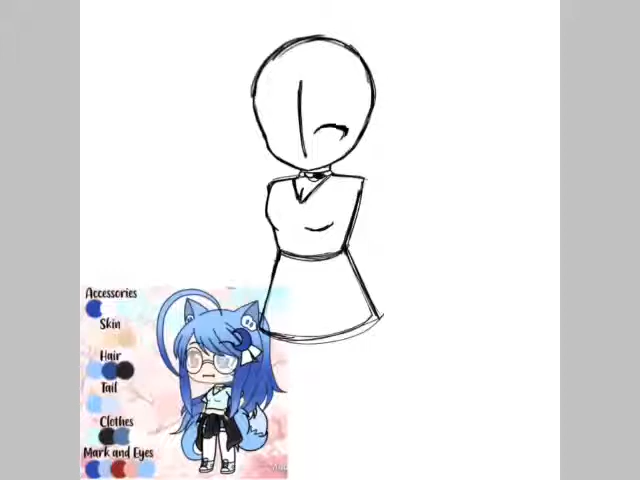 Accessories
Skin
Hair
Tail
Clothes
Mark and Eyes